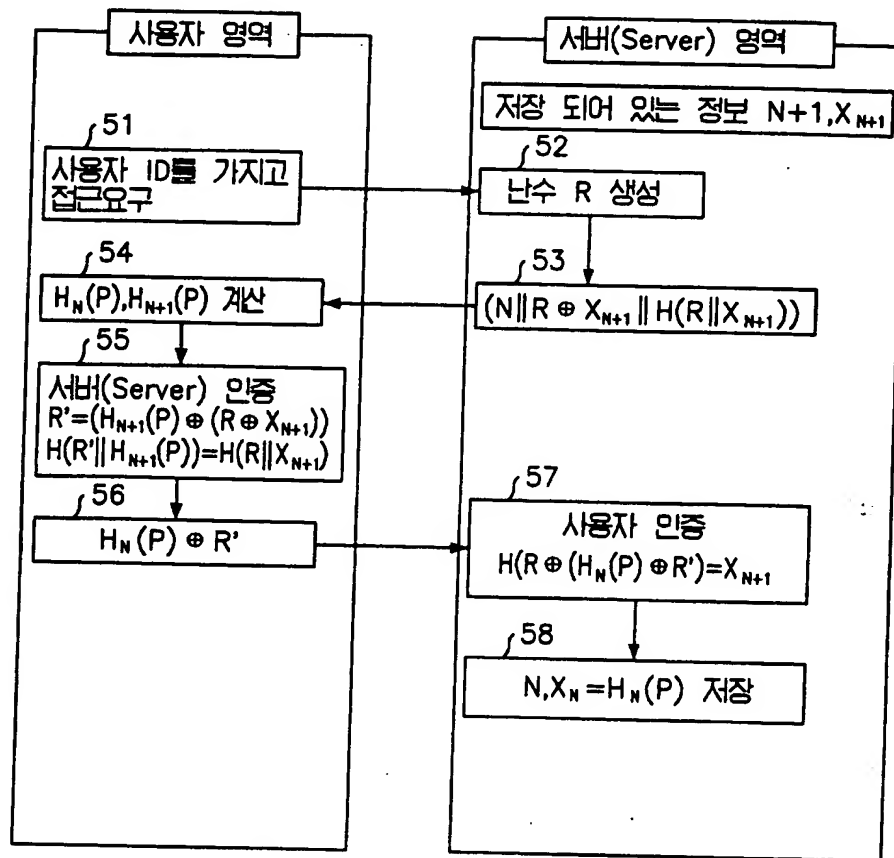 사용자 영역
서버(Server) 영역
저장 되어 있는 정보 N+1,X_{N+1}
51
사용자 ID를 가지고
접근요구
52
난수 R 생성
53
(N‖R ⊕ X_{N+1}‖H(R‖X_{N+1}))
54
H_N(P),H_{N+1}(P) 계산
55
서버(Server) 인증
R'=(H_{N+1}(P) ⊕ (R ⊕ X_{N+1}))
H(R'‖H_{N+1}(P))=H(R‖X_{N+1})
56
H_N(P) ⊕ R'
57
사용자 인증
H(R ⊕ (H_N(P) ⊕ R')=X_{N+1}
58
N,X_N=H_N(P) 저장